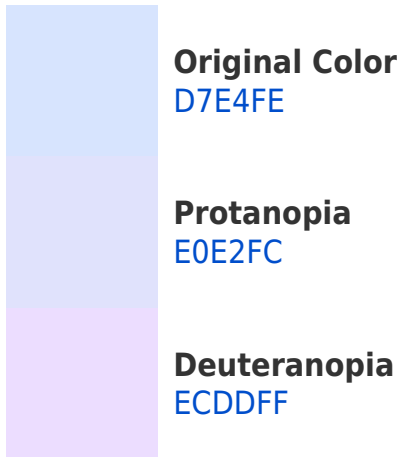 Original Color
D7E4FE
Protanopia
E0E2FC
Deuteranopia
ECDDFF